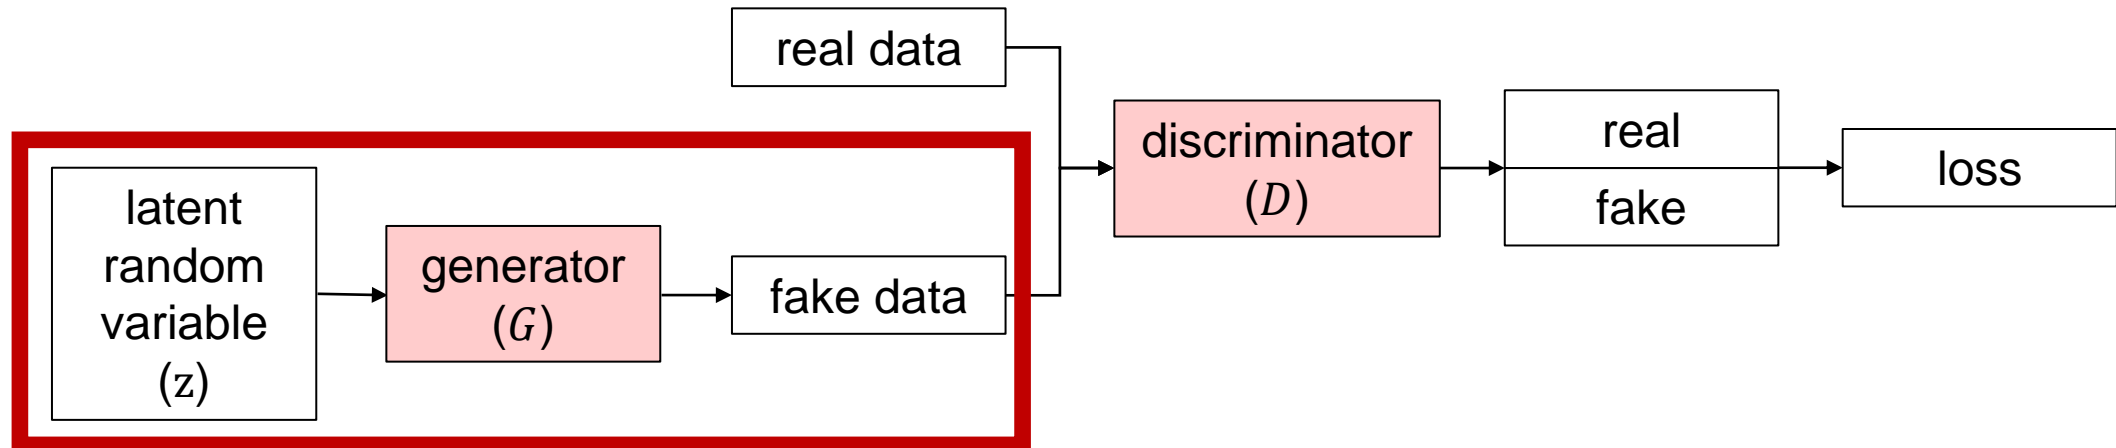 real data
latent
random
variable
(z)
generator
(G)
fake data
discriminator
(D)
real
fake
loss